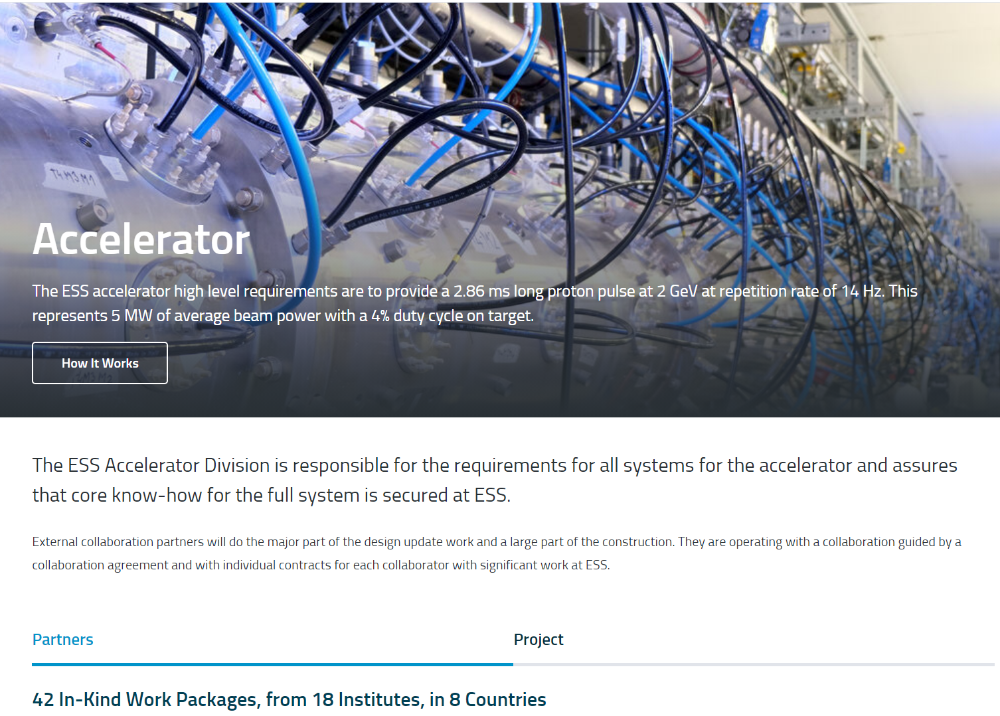 T4M3M1
Accelerator
The ESS accelerator high level requirements are to provide a 2.86 ms long proton pulse at 2 GeV at repetition rate of 14 Hz. This
represents 5 MW of average beam power with a 4% duty cycle on target.
How It Works
The ESS Accelerator Division is responsible for the requirements for all systems for the accelerator and assures
that core know-how for the full system is secured at ESS.
External collaboration partners will do the major part of the design update work and a large part of the construction. They are operating with a collaboration guided by a
collaboration agreement and with individual contracts for each collaborator with significant work at ESS.
Partners
Project
42 In-Kind Work Packages, from 18 Institutes, in 8 Countries